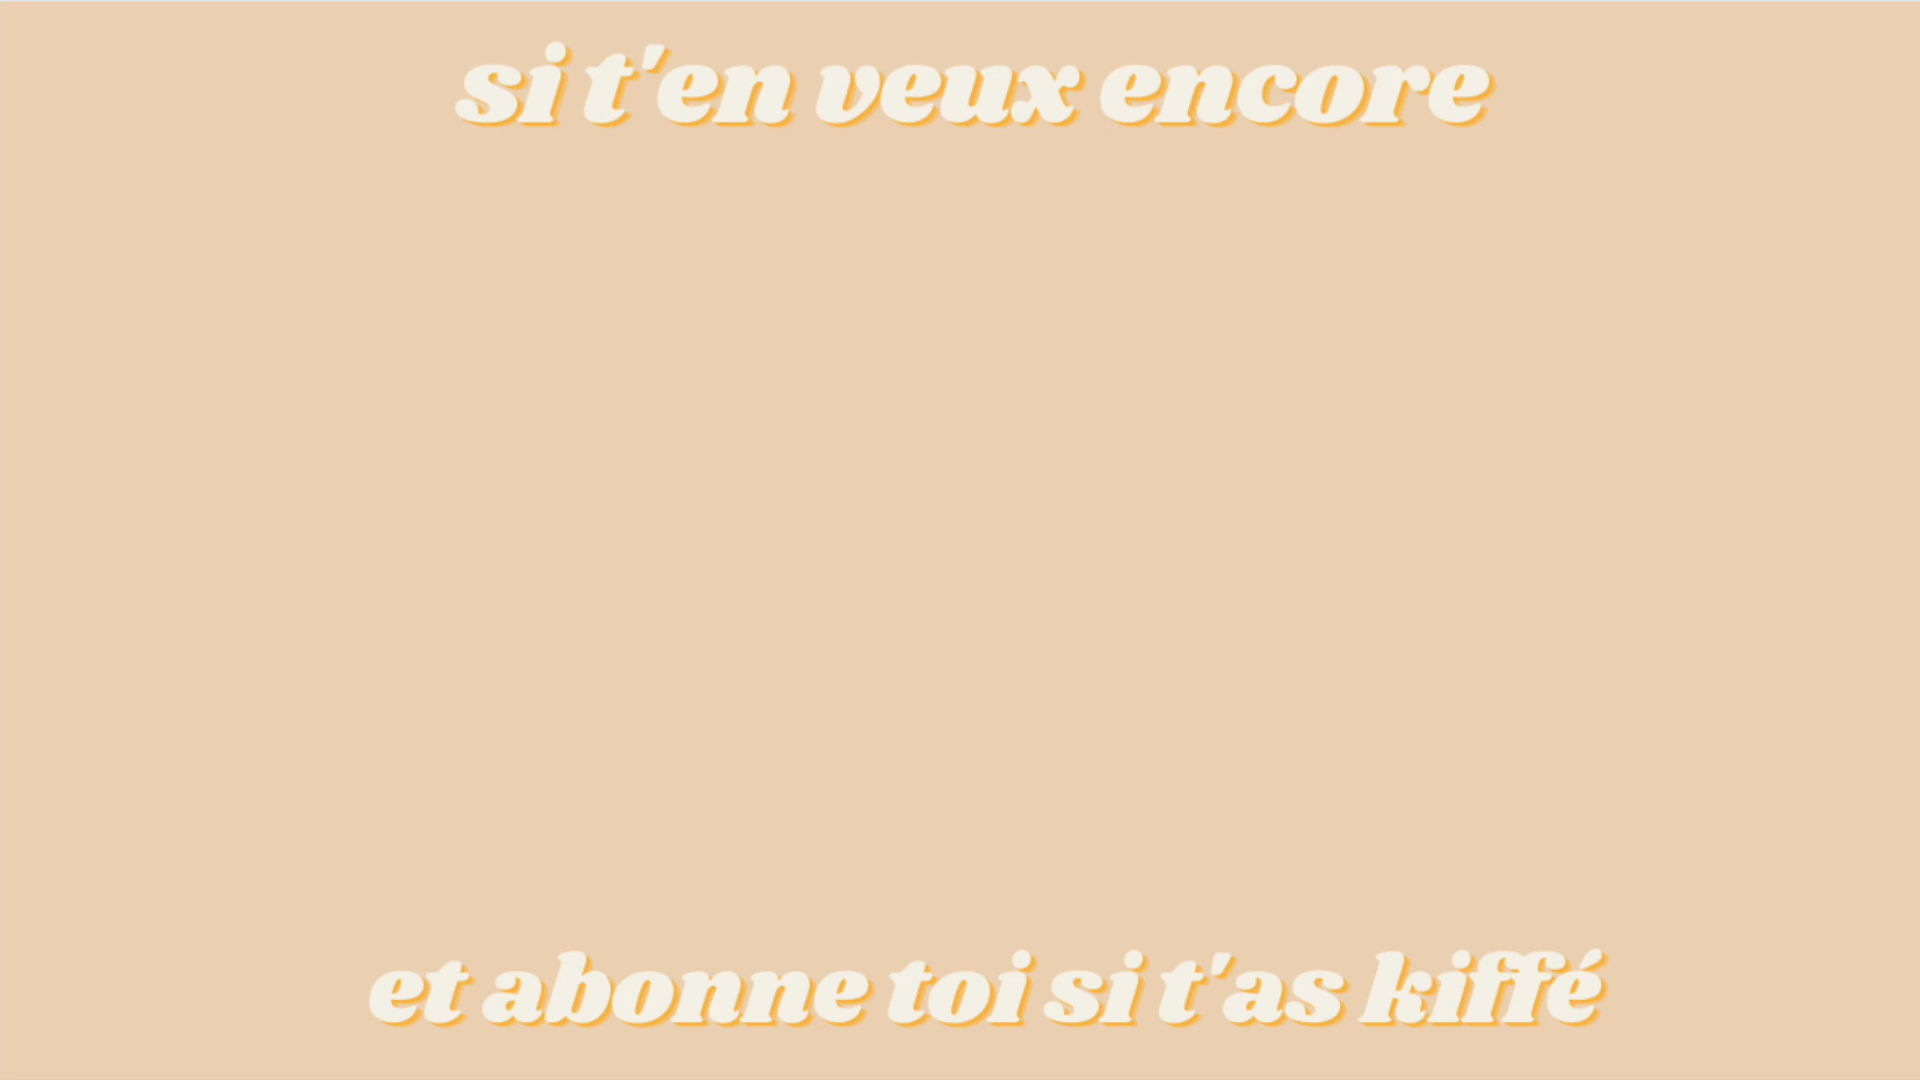 si t'en veux encore
et abonne toi si t'as kiffé